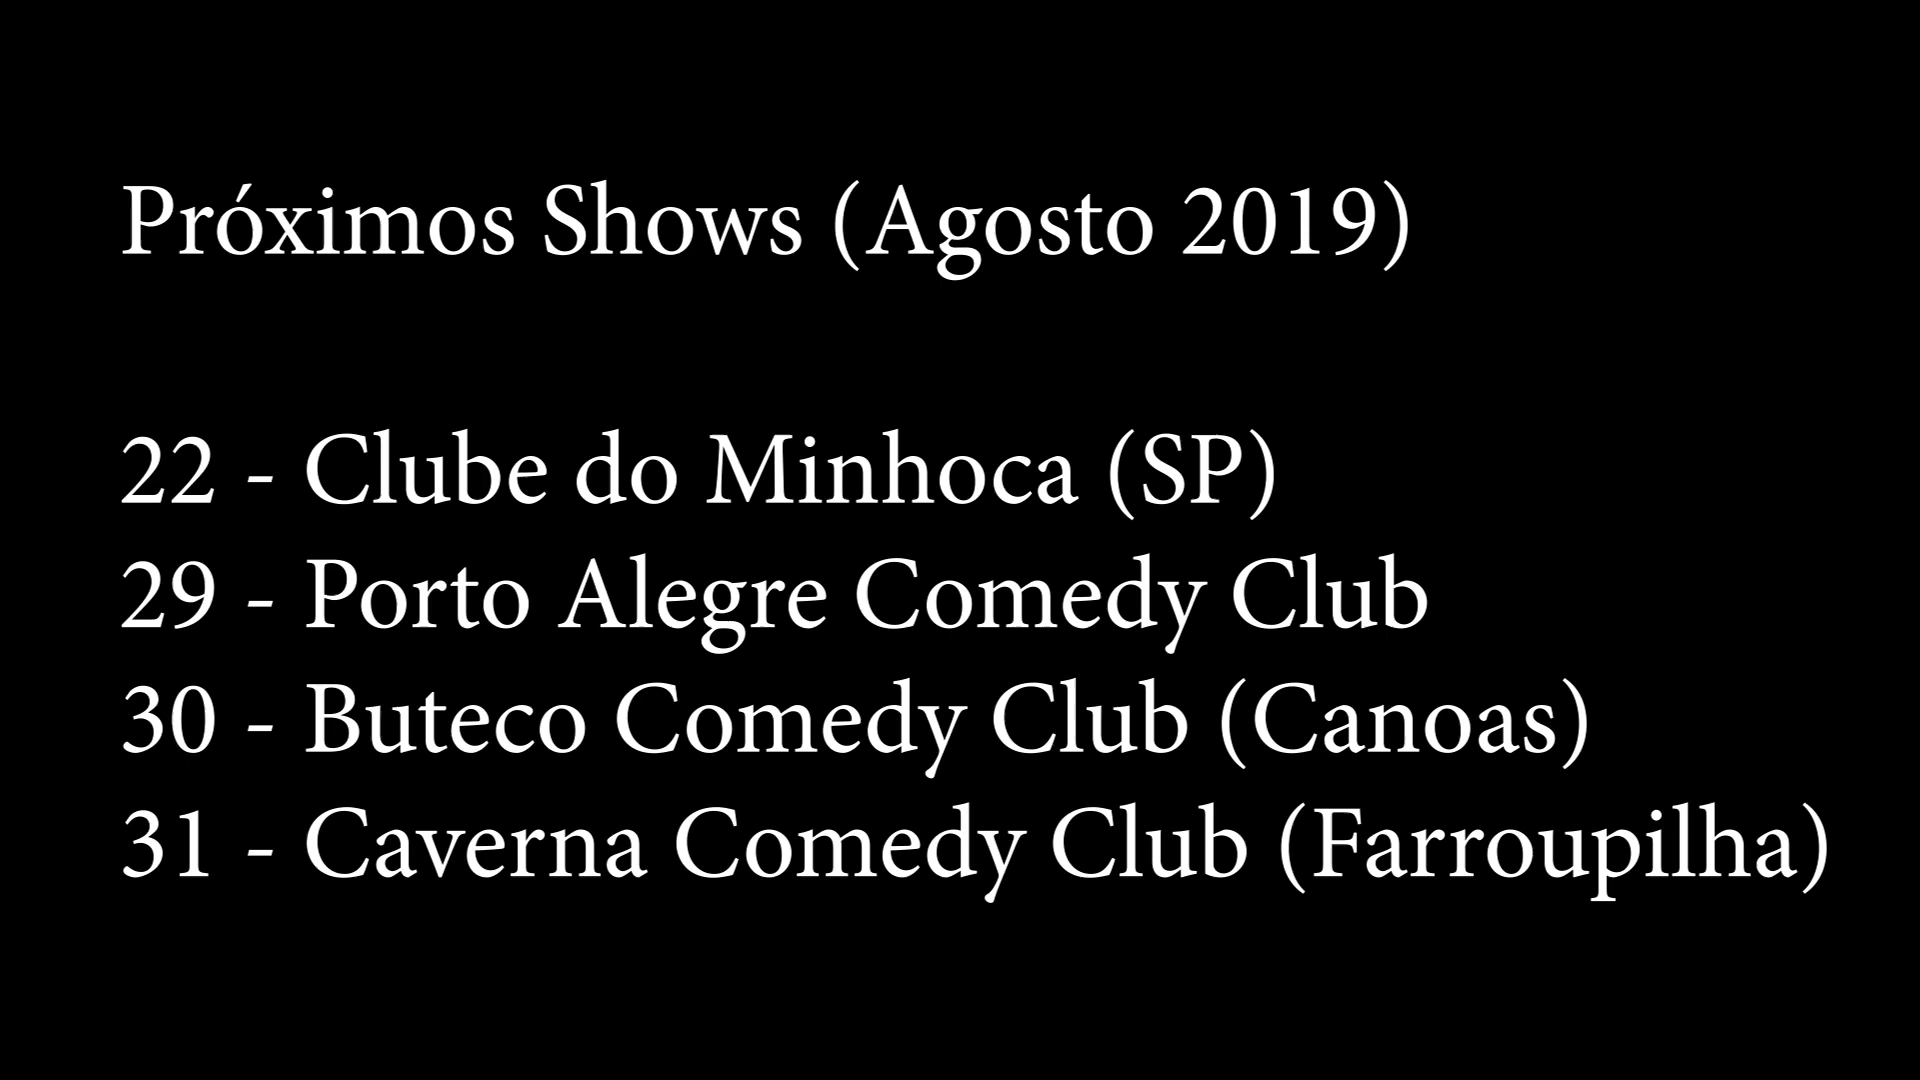 Próximos Shows (Agosto 2019)
22 - Clube do Minhoca (SP)
29 - Porto Alegre Comedy Club
30 - Buteco Comedy Club (Canoas)
31 - Caverna Comedy Club (Farroupilha)